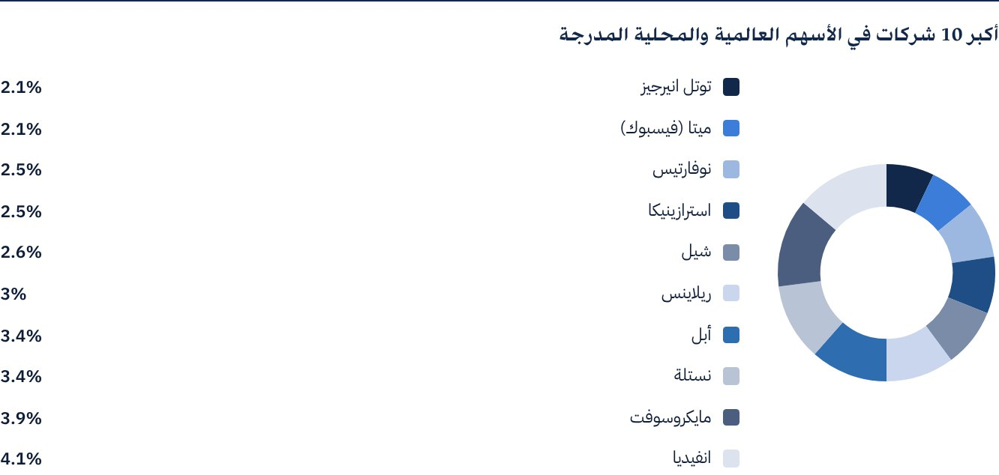 أكبر 10 شركات في الأسهم العالمية والمحلية المدرجة
توتل انيرجيز 2.1%
ميتا (فيسبوك) 2.1%
نوفارتيس 2.5%
استرازينيكا 2.5%
شيل 2.6%
ريلاينس 3%
أبل 3.4%
نستلة 3.4%
مايكروسوفت 3.9%
انفيديا 4.1%